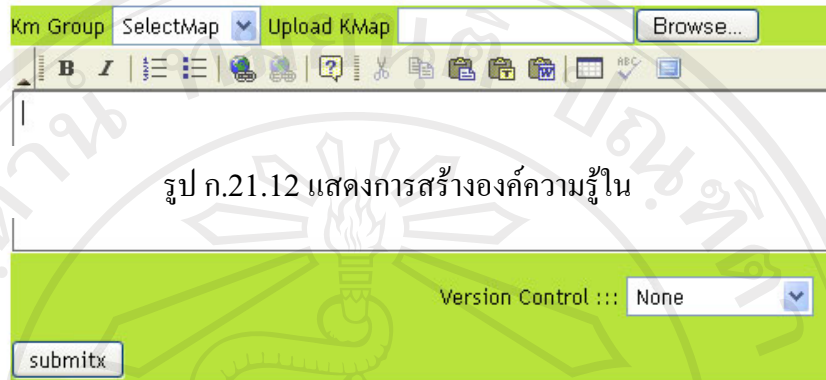 Km Group SelectMap Upload KMap Browse...
B I ABC
รูป ก.21.12 แสดงการสร้างองค์ความรู้ใน
Version Control ::: None
submitx